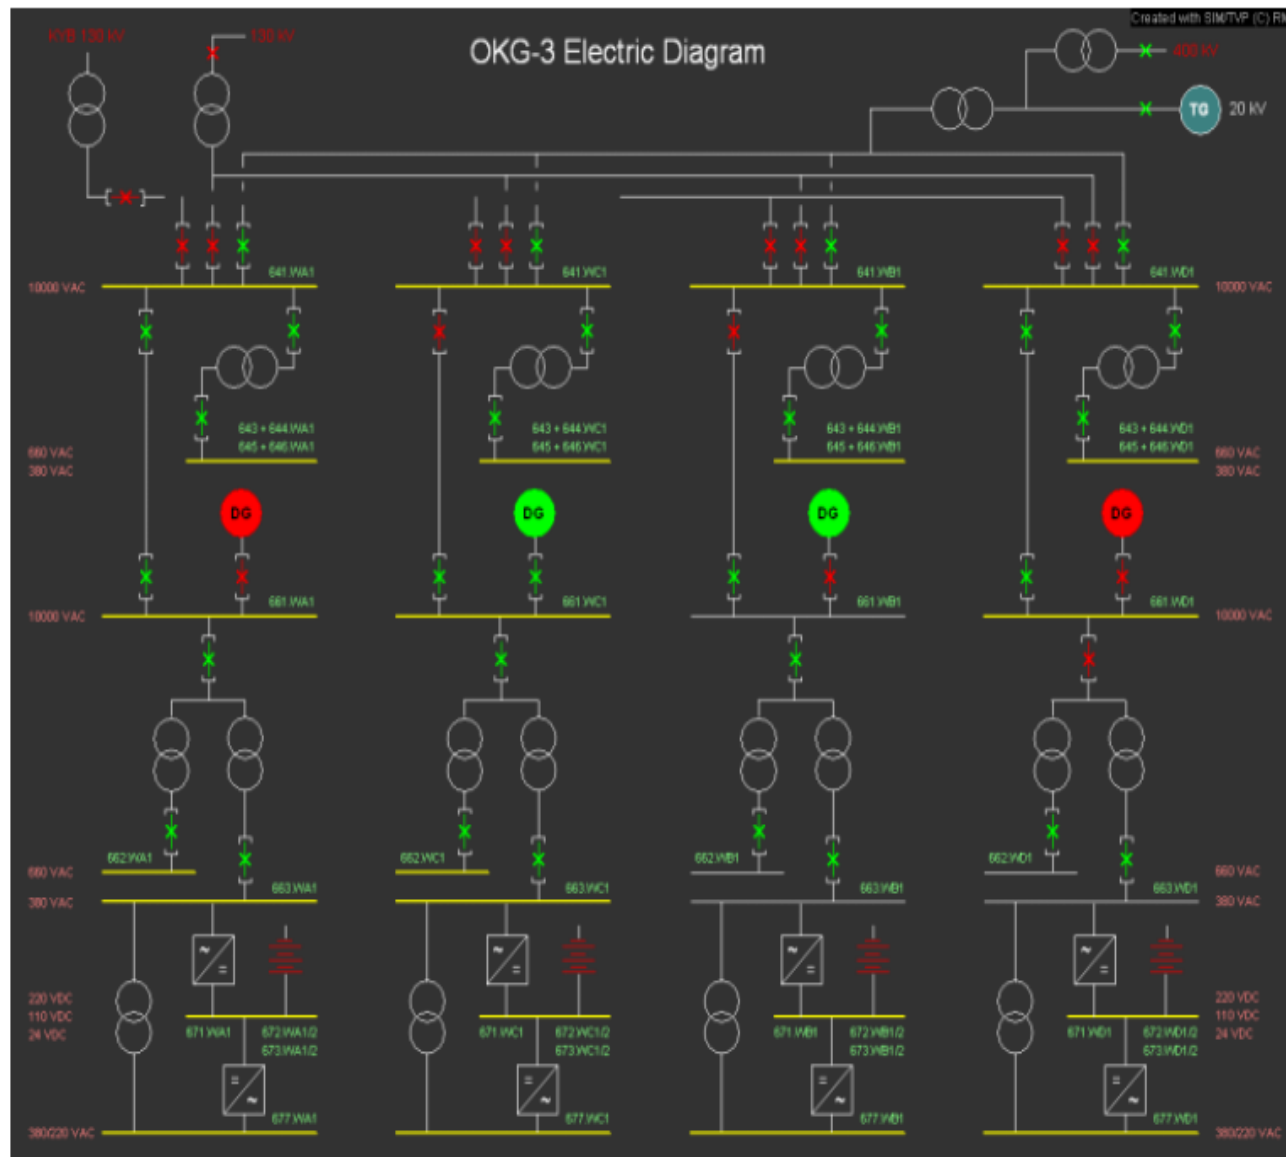 Created with SIM/TVP (C) RM
KYB 130 kV
130 kV
OKG-3 Electric Diagram
400 kV
TG
20 kV
641.WA1
641.WC1
641.WB1
641.WD1
10000 VAC
10000 VAC
643 + 644.WA1
643 + 644.WC1
643 + 644.WB1
643 + 644.WD1
645 + 646.WA1
645 + 646.WC1
645 + 646.WB1
645 + 646.WD1
660 VAC
660 VAC
380 VAC
380 VAC
DG
DG
DG
DG
661.WA1
661.WC1
661.WB1
661.WD1
10000 VAC
10000 VAC
662.WA1
662.WC1
662.WB1
662.WD1
660 VAC
660 VAC
663.WA1
663.WC1
663.WB1
663.WD1
380 VAC
380 VAC
220 VDC
220 VDC
110 VDC
110 VDC
24 VDC
24 VDC
671.WA1
672.WA1/2
671.WC1
672.WC1/2
671.WB1
672.WB1/2
671.WD1
672.WD1/2
673.WA1/2
673.WC1/2
673.WB1/2
673.WD1/2
677.WA1
677.WC1
677.WB1
677.WD1
380/220 VAC
380/220 VAC